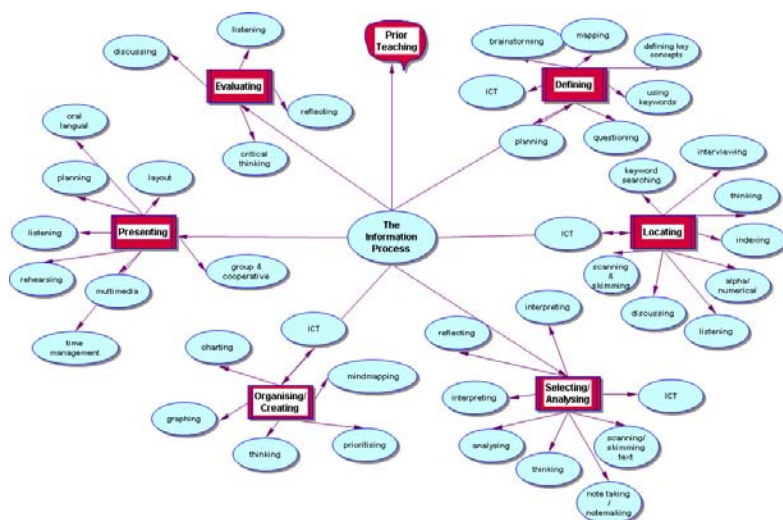 Prior
Teaching
listening
discussing
Evaluating
reflecting
critical
thinking
brainstorming
mapping
defining key
concepts
ICT
Defining
using
keywords
planning
questioning
oral
langual
planning
layout
listening
Presenting
rehearsing
multimedia
group &
cooperative
time
management
The
Information
Process
keyword
searching
interviewing
thinking
ICT
Locating
indexing
scanning
&
skimming
alpha/
numerical
discussing
listening
ICT
charting
mindmapping
Organising/
Creating
graphing
thinking
prioritising
interpreting
reflecting
Selecting/
Analysing
interpreting
ICT
analysing
scanning/
skimming
text
thinking
note taking
/
notemaking